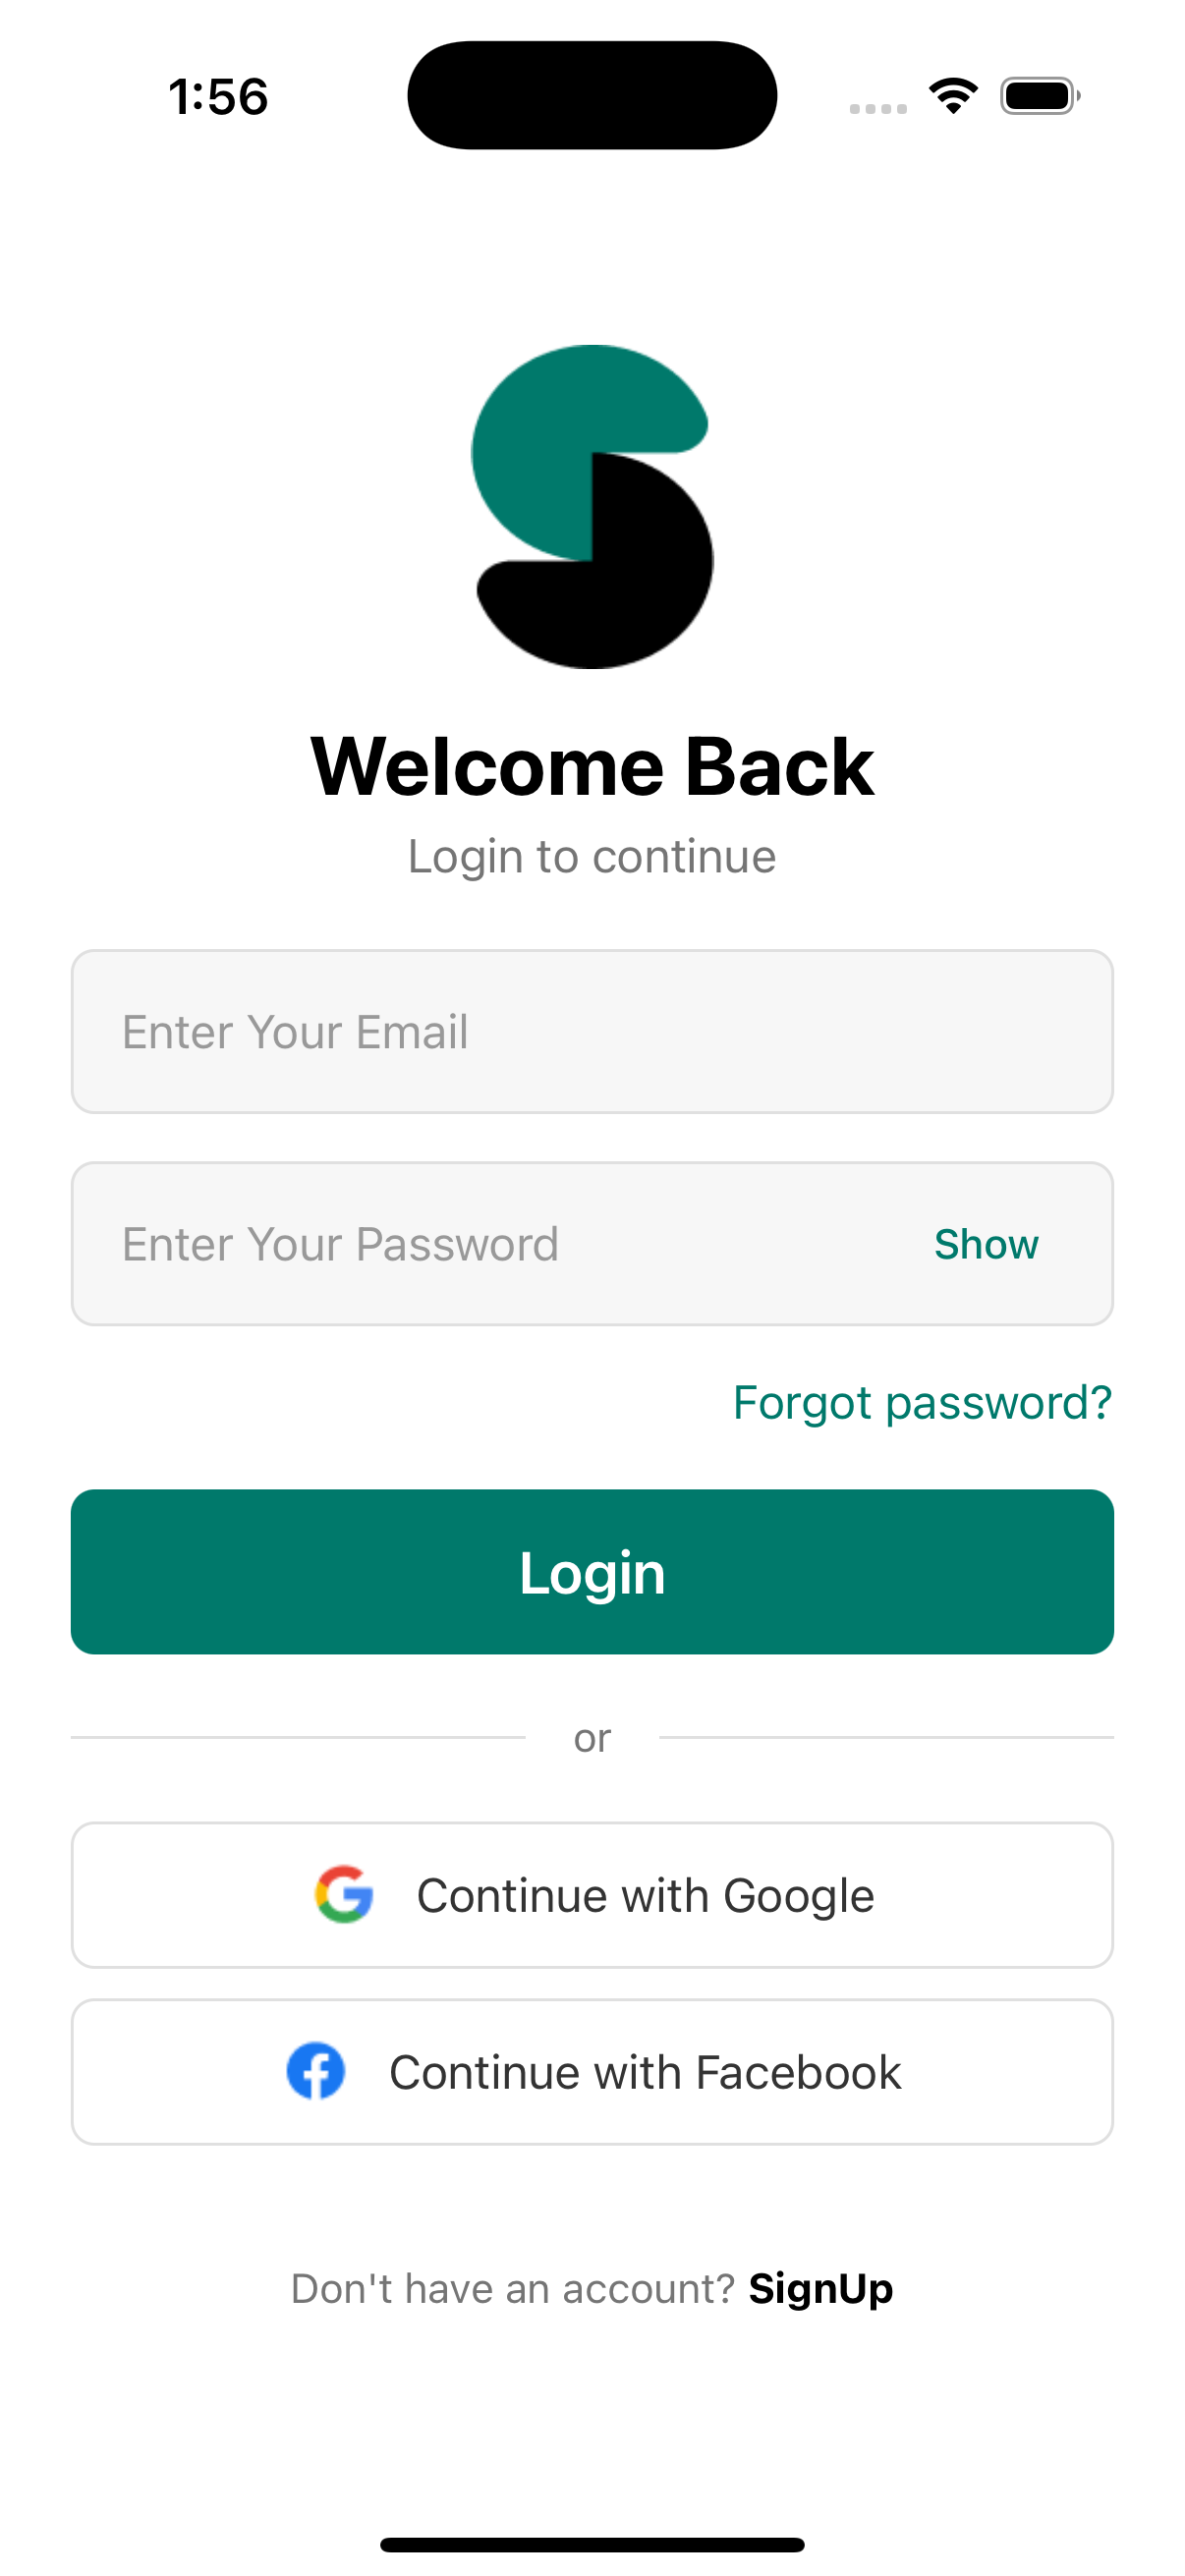 1:56
Welcome Back
Login to continue
Enter Your Email
Enter Your Password Show
Forgot password?
Login
or
Continue with Google
Continue with Facebook
Don't have an account? SignUp